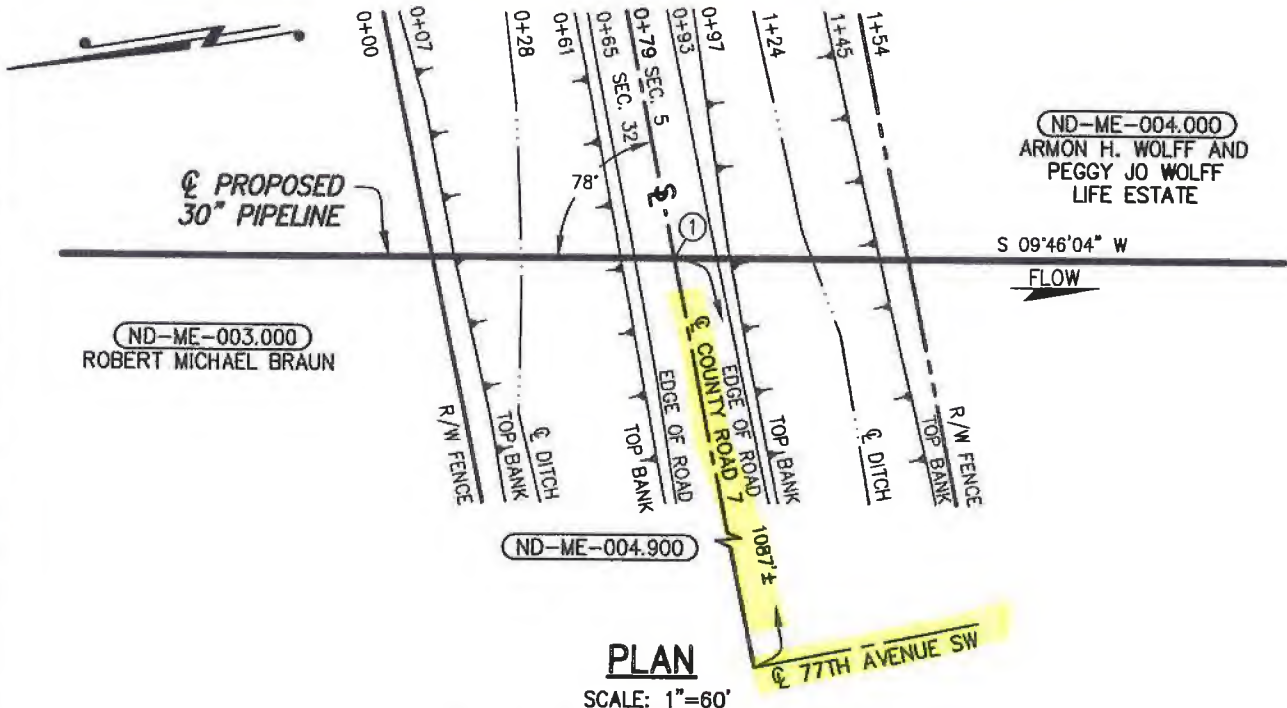 0+00
0+07
0+28
0+61
0+65 SEC. 32
0+79 SEC. 5
0+93
0+97
1+24
1+45
1+54
ND-ME-004.000
ARMON H. WOLFF AND
PEGGY JO WOLFF
LIFE ESTATE
℄ PROPOSED
30" PIPELINE
78°
1
S 09°46'04" W
FLOW
ND-ME-003.000
ROBERT MICHAEL BRAUN
R/W FENCE
TOP BANK
℄ DITCH
TOP BANK
EDGE OF ROAD
℄ COUNTY ROAD 7
1087'±
EDGE OF ROAD
TOP BANK
℄ DITCH
TOP BANK
R/W FENCE
ND-ME-004.900
℄ 77TH AVENUE SW
PLAN
SCALE: 1"=60'